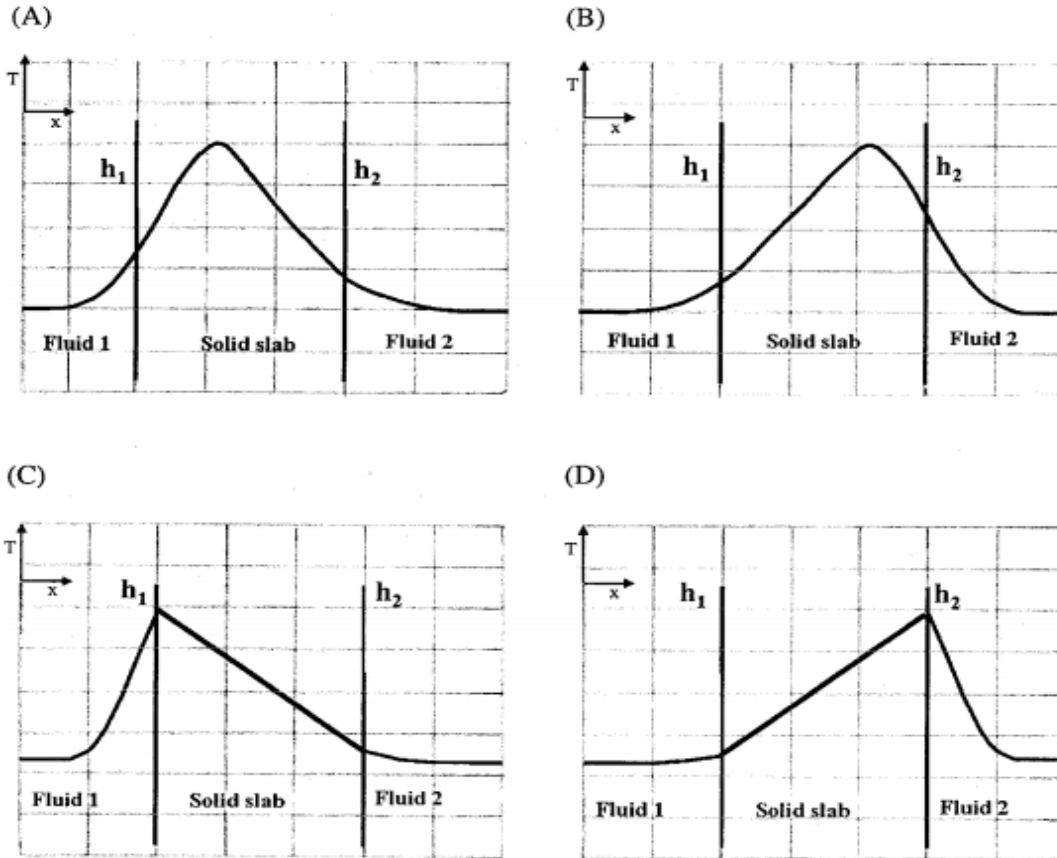 (A)
(B)
T
x
h1
h2
Fluid 1
Solid slab
Fluid 2
T
x
h1
h2
Fluid 1
Solid slab
Fluid 2
(C)
(D)
T
x
h1
h2
Fluid 1
Solid slab
Fluid 2
T
x
h1
h2
Fluid 1
Solid slab
Fluid 2